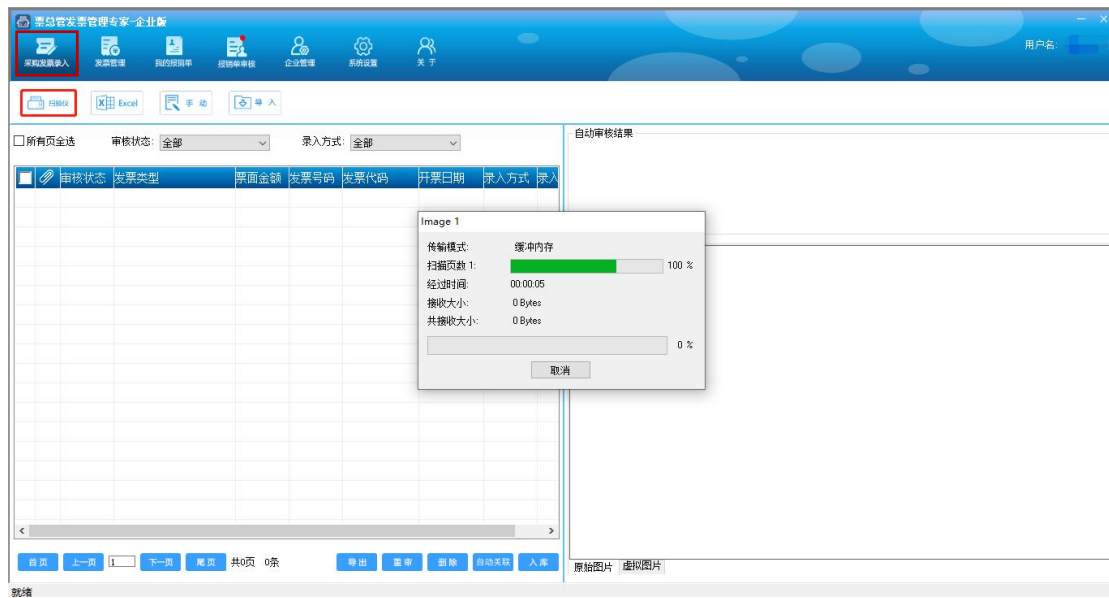 票总管发票管理专家-企业版
采购发票录入 发票管理 我的报销单 报销单审核 企业管理 系统设置 关于 用户名:
扫描仪 Excel 手动 导入
所有页全选 审核状态: 全部 录入方式: 全部
自动审核结果
审核状态 发票类型 票面金额 发票号码 发票代码 开票日期 录入方式 录入
Image 1
传输模式: 缓冲内存
扫描页数 1: 100 %
经过时间: 00:00:05
接收大小: 0 Bytes
共接收大小: 0 Bytes
0 %
取消
首页 上一页 1 下一页 尾页 共0页 0条 导出 重审 删除 自动关联 入库
原始图片 虚拟图片
就绪